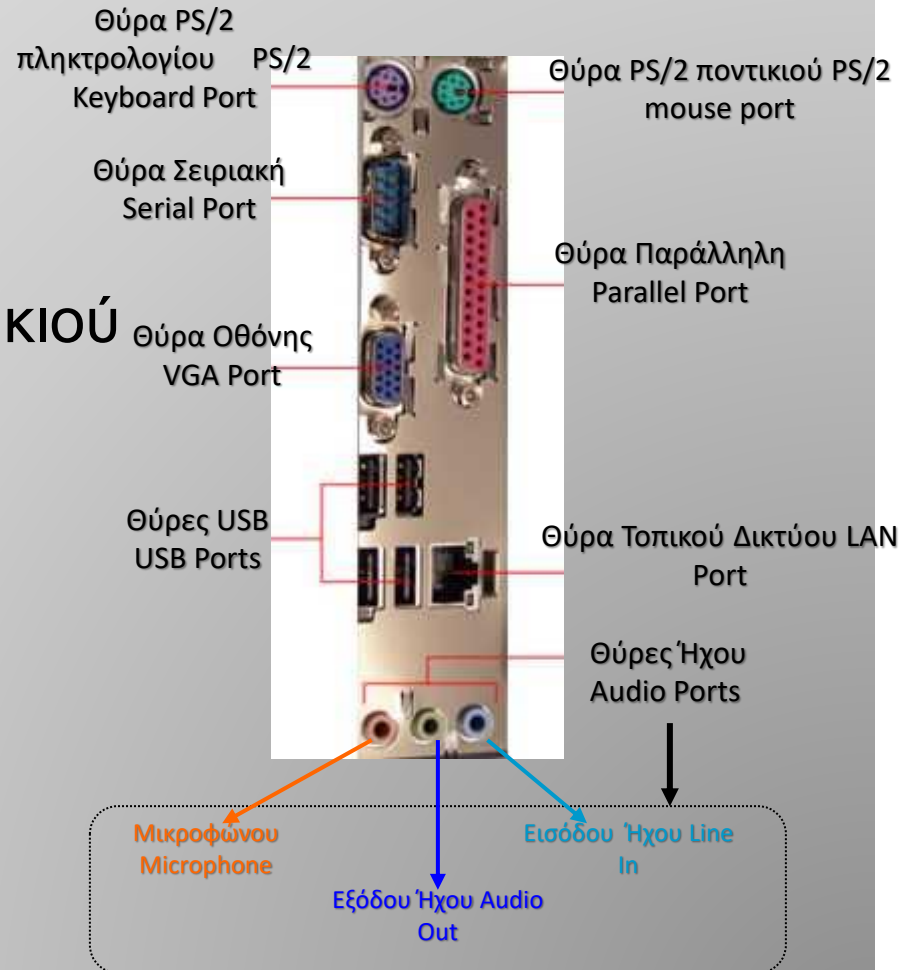 Θύρα PS/2
πληκτρολογίου PS/2
Keyboard Port
Θύρα PS/2 ποντικιού PS/2
mouse port
Θύρα Σειριακή
Serial Port
Θύρα Παράλληλη
Parallel Port
κιού
Θύρα Οθόνης
VGA Port
Θύρες USB
USB Ports
Θύρα Τοπικού Δικτύου LAN
Port
Θύρες Ήχου
Audio Ports
Μικροφώνου
Microphone
Εισόδου Ήχου Line
In
Εξόδου Ήχου Audio
Out